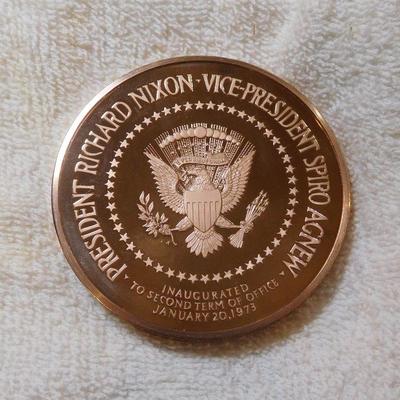 PRESIDENT RICHARD NIXON · VICE-PRESIDENT SPIRO AGNEW ·
INAUGURATED
TO SECOND TERM OF OFFICE
JANUARY 20, 1973